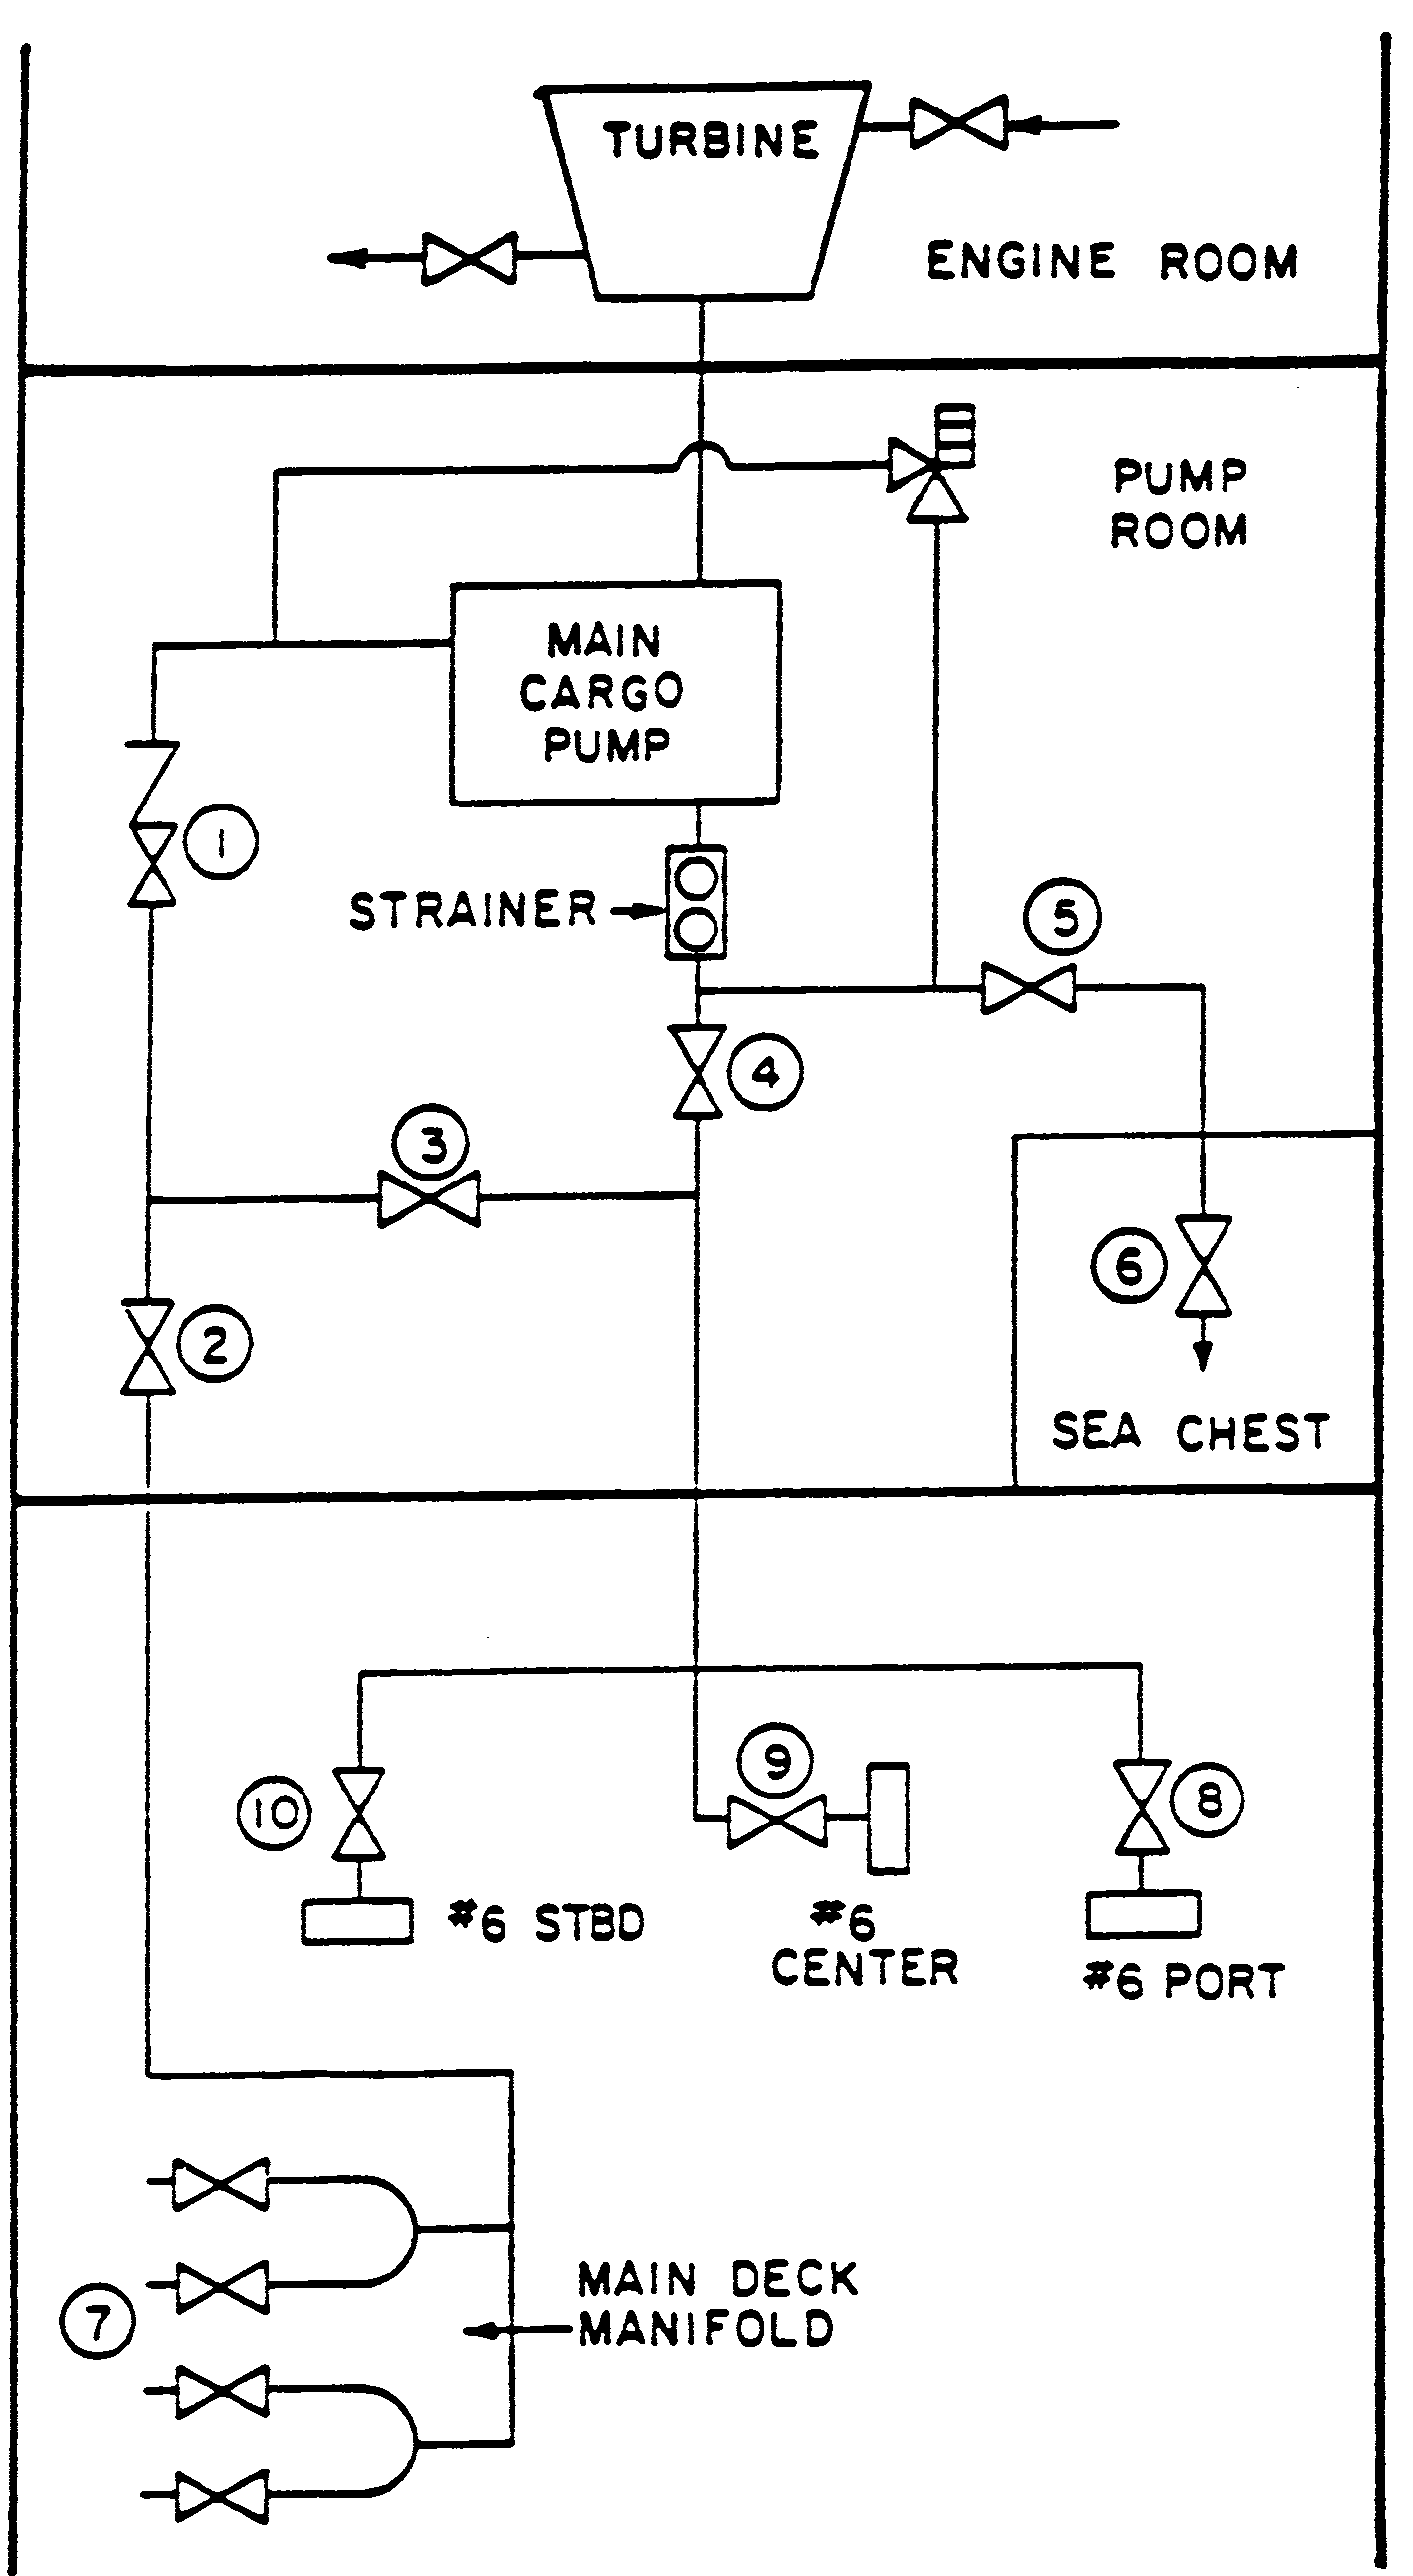 TURBINE
ENGINE ROOM
PUMP
ROOM
MAIN
CARGO
PUMP
1
STRAINER
5
4
3
6
2
SEA CHEST
9
10
8
#6 STBD
#6
CENTER
#6 PORT
MAIN DECK
MANIFOLD
7